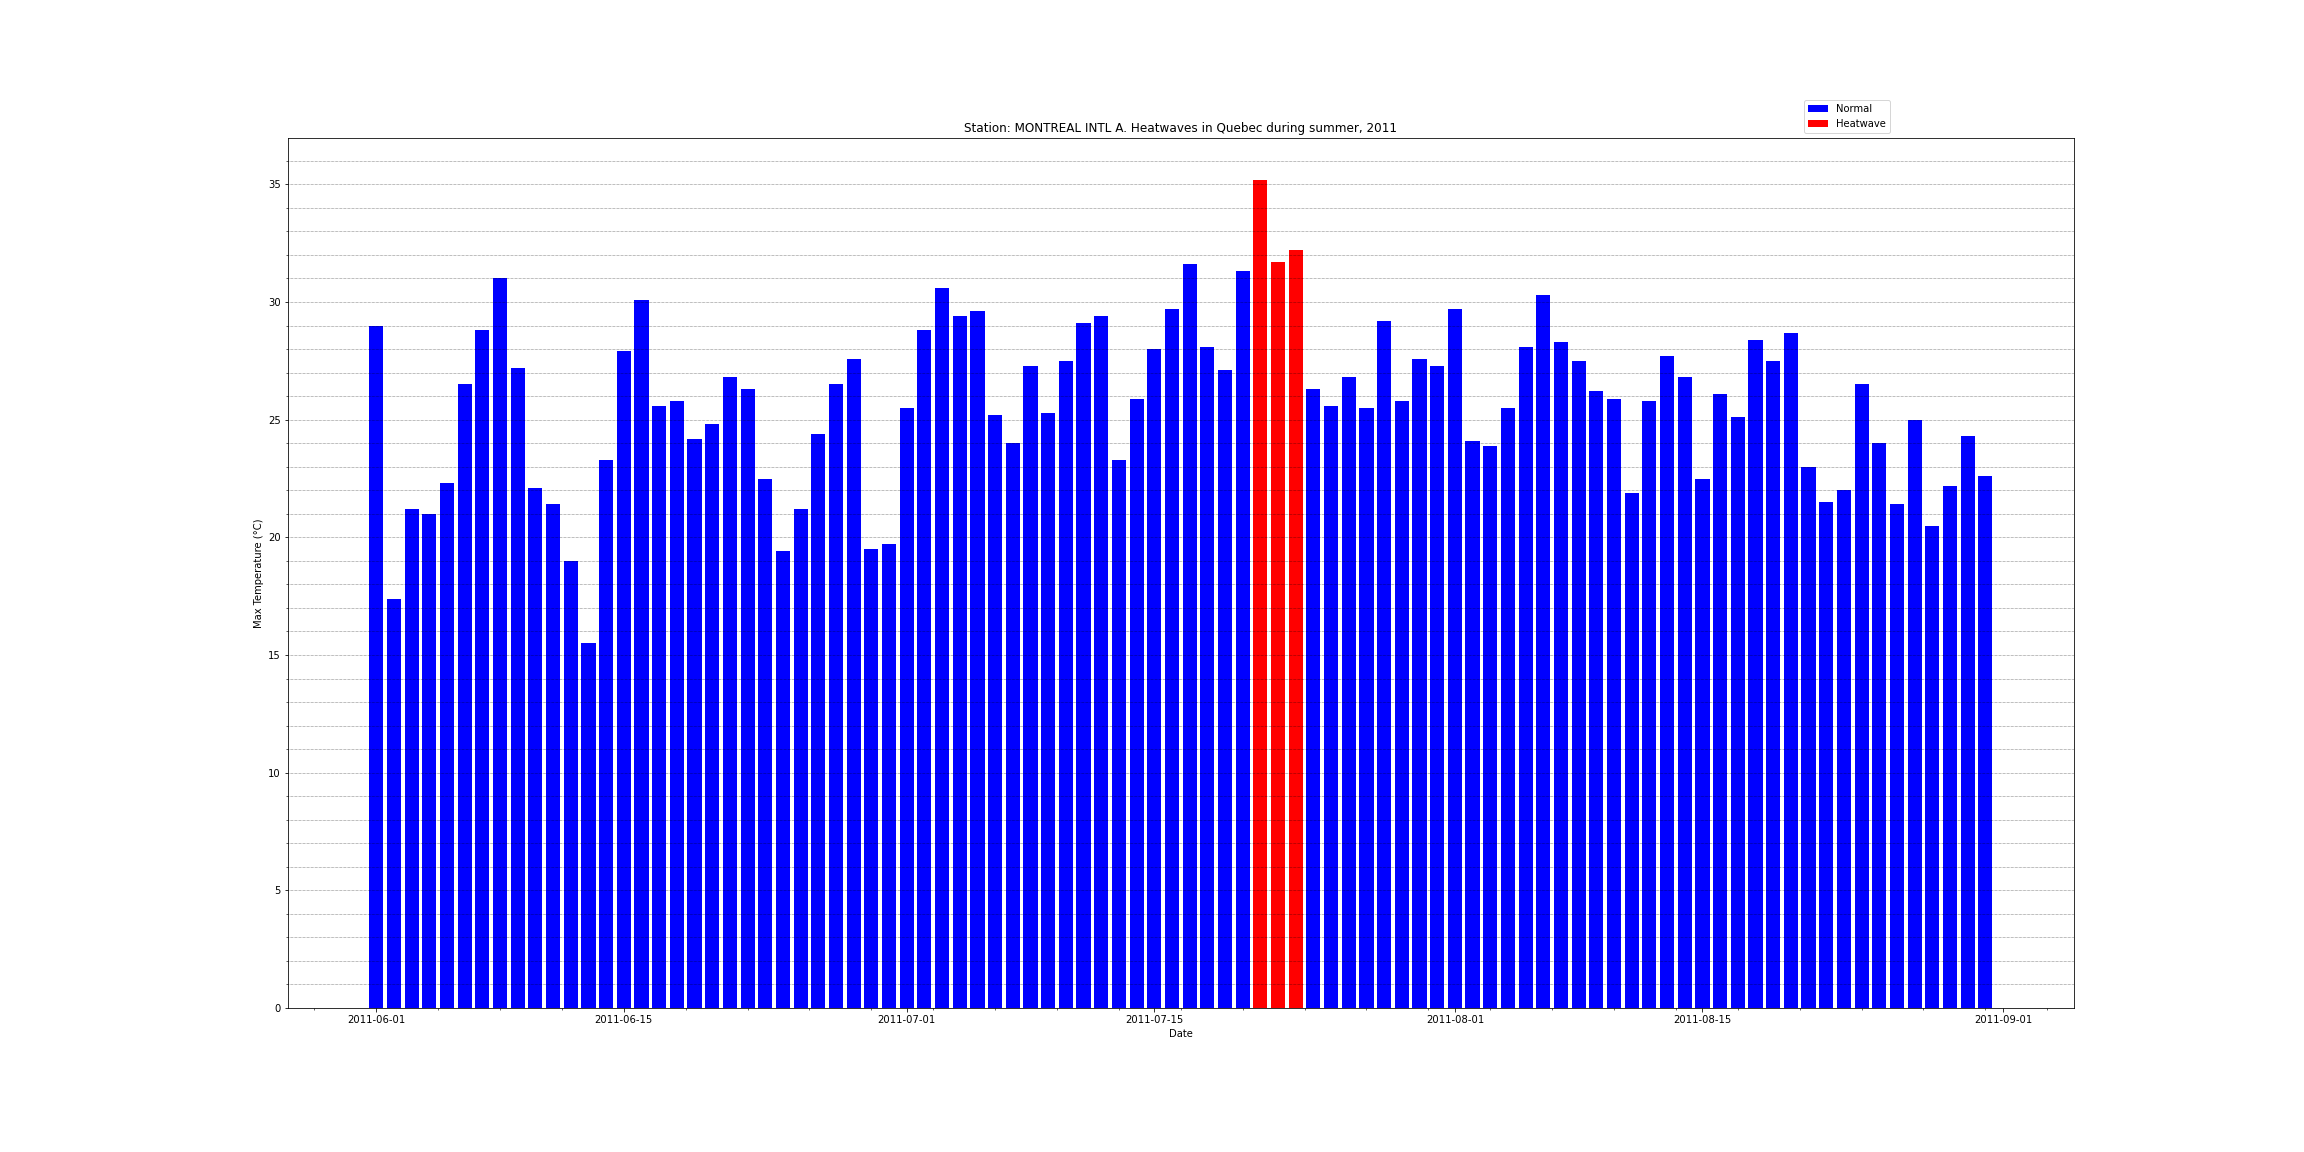 Normal
Heatwave
Station: MONTREAL INTL A. Heatwaves in Quebec during summer, 2011
35
30
25
20
15
10
5
0
Max Temperature (°C)
2011-06-01 2011-06-15 2011-07-01 2011-07-15 2011-08-01 2011-08-15 2011-09-01
Date